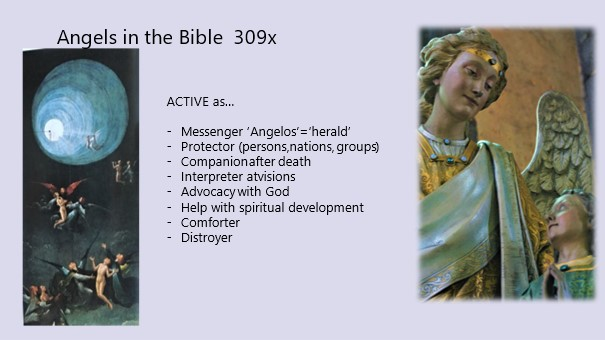 Angels in the Bible 309x
ACTIVE as...
- Messenger 'Angelos'='herald'
- Protector (persons,nations, groups)
- Companionafter death
- Interpreter atvisions
- Advocacy with God
- Help with spiritual development
- Comforter
- Distroyer